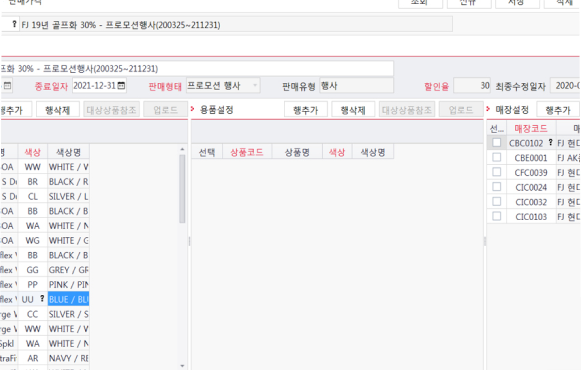 판매가격
조회 신규 저장 삭제
? FJ 19년 골프화 30% - 프로모션행사(200325~211231)
프화 30% - 프로모션행사(200325~211231)
종료일자 2021-12-31 판매형태 프로모션 행사 판매유형 행사 할인율 30 최종수정일자 2020-0
행추가 행삭제 대상상품참조 업로드 > 용품설정 행추가 행삭제 대상상품참조 업로드 > 매장설정 행추가
색상 색상명 선택 상품코드 상품명 색상 색상명 선... 매장코드
BOA WW WHITE / V CBC0102 ? FJ 현대
S D BR BLACK / R CBE0001 FJ AK
S D CL SILVER / L CFC0039 FJ 현대
BOA BB BLACK / B CIC0024 FJ 현대
BOA WA WHITE / N CIC0032 FJ 현대
BOA WG WHITE / G CIC0103 FJ 현대
flex BB BLACK / B
flex GG GREY / GR
flex PP PINK / PIN
flex UU ? BLUE / BLU
rge CC SILVER / S
rge WW WHITE / V
Spkl WA WHITE / N
traFi AR NAVY / RE